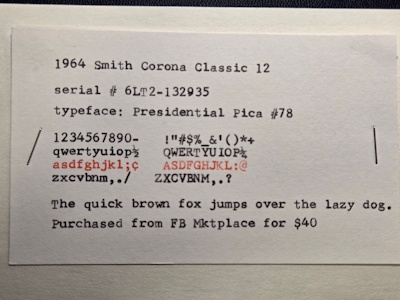 1964 Smith Corona Classic 12
serial # 6LT2-132935
typeface: Presidential Pica #78
1234567890- !"#$%_&'()*+
qwertyuiop½ QWERTYUIOP¼
asdfghjkl;¢ ASDFGHJKL:@
zxcvbnm,./ ZXCVBNM,.?
The quick brown fox jumps over the lazy dog.
Purchased from FB Mktplace for $40